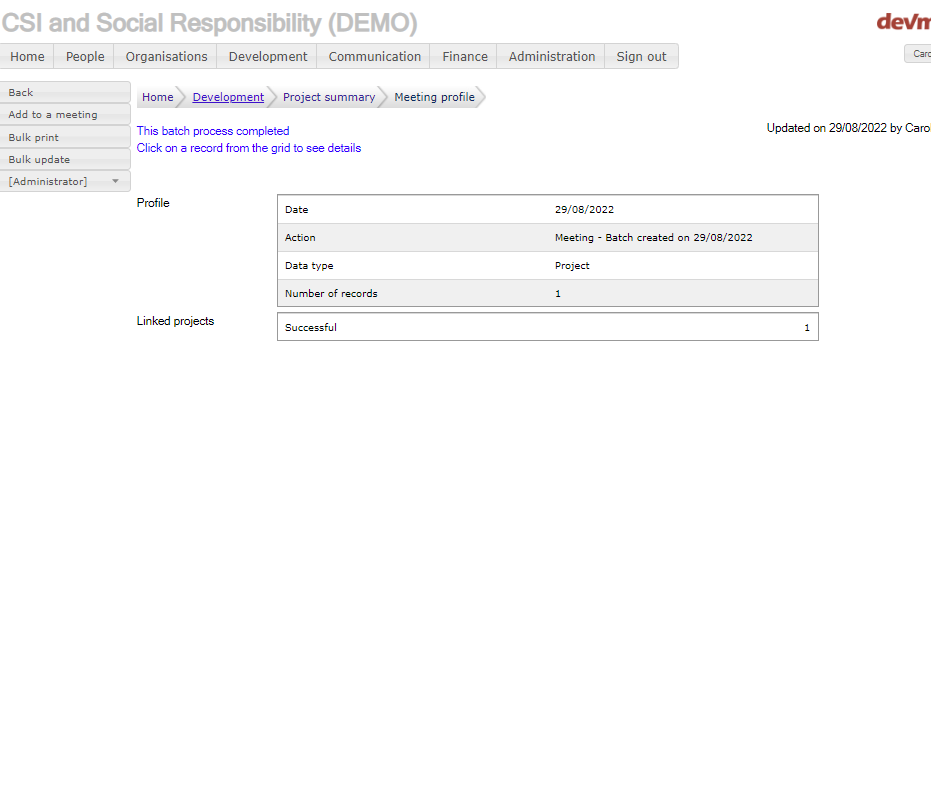 CSI and Social Responsibility (DEMO)
Home People Organisations Development Communication Finance Administration Sign out
Back
Add to a meeting
Bulk print
Bulk update
[Administrator]
Home Development Project summary Meeting profile
This batch process completed
Click on a record from the grid to see details
Updated on 29/08/2022 by
Profile
Date 29/08/2022
Action Meeting - Batch created on 29/08/2022
Data type Project
Number of records 1
Linked projects
Successful 1